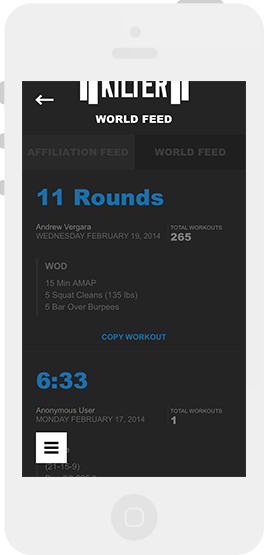 KILTER
WORLD FEED
AFFILIATION FEED WORLD FEED
11 Rounds
Andrew Vergara TOTAL WORKOUTS
WEDNESDAY FEBRUARY 19, 2014 265
WOD
15 Min AMAP
5 Squat Cleans (135 lbs)
5 Bar Over Burpees
COPY WORKOUT
6:33
Anonymous User TOTAL WORKOUTS
MONDAY FEBRUARY 17, 2014 1
(21-15-9)